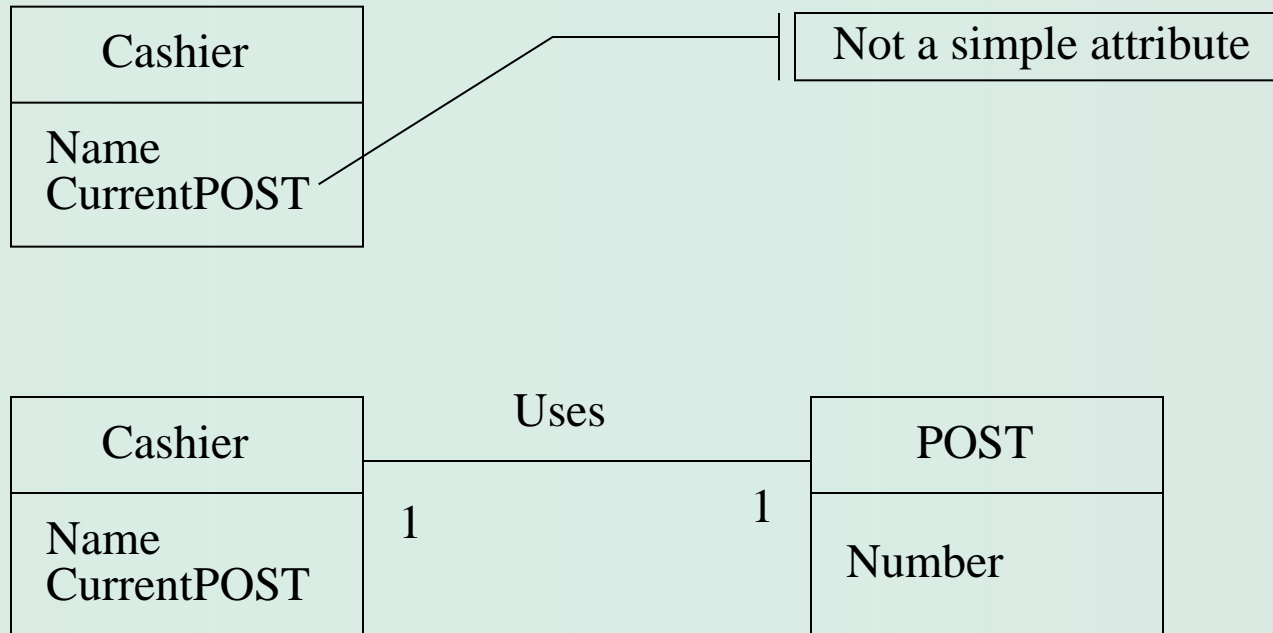 Cashier
Not a simple attribute
Name
CurrentPOST
Uses
Cashier
POST
1
1
Name
CurrentPOST
Number